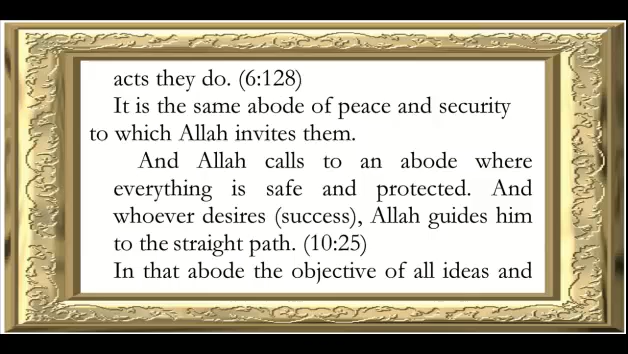 acts they do. (6:128)
It is the same abode of peace and security
to which Allah invites them.
And Allah calls to an abode where
everything is safe and protected. And
whoever desires (success), Allah guides him
to the straight path. (10:25)
In that abode the objective of all ideas and